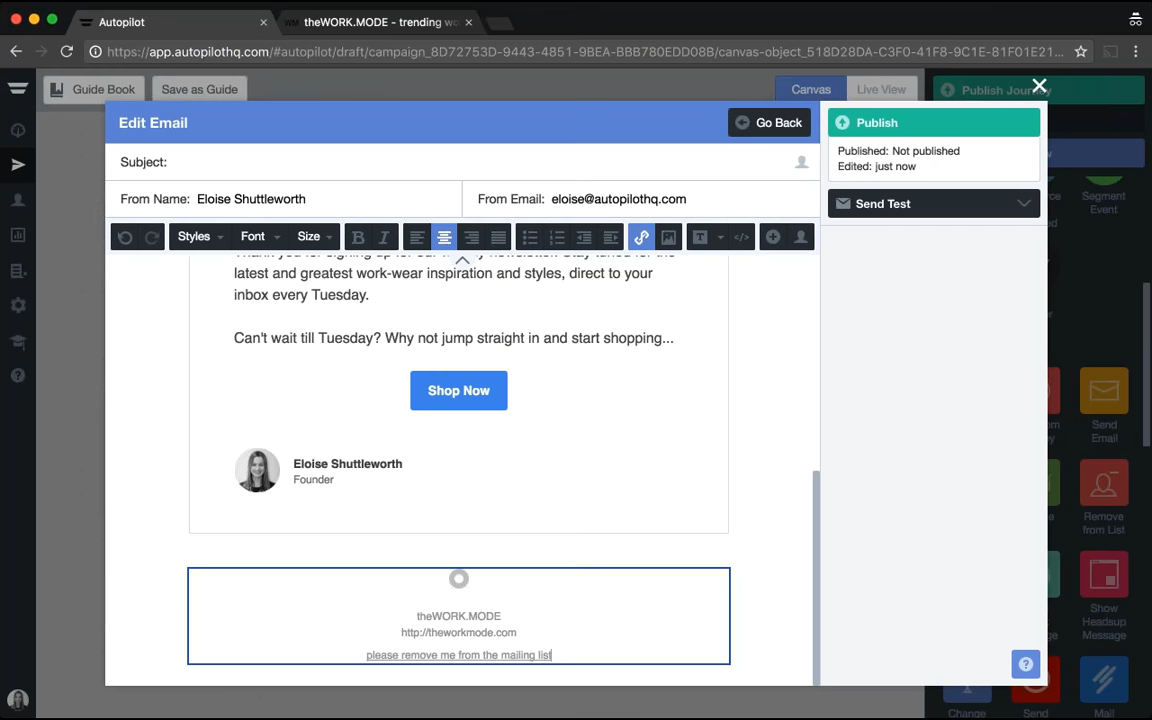 Autopilot
theWORK.MODE - trending wo
https://app.autopilothq.com/#autopilot/draft/campaign_8D72753D-9443-4851-9BEA-BBB780EDD08B/canvas-object_518D28DA-C3F0-41F8-9C1E-81F01E21...
Guide Book
Save as Guide
Canvas
Live View
Publish Journey
Edit Email
Go Back
Publish
Subject:
Published: Not published
Edited: just now
From Name: Eloise Shuttleworth
From Email: eloise@autopilothq.com
Send Test
Segment
Event
Styles
Font
Size
B
I
T
latest and greatest work-wear inspiration and styles, direct to your
inbox every Tuesday.
Can't wait till Tuesday? Why not jump straight in and start shopping...
Shop Now
Send
Email
Eloise Shuttleworth
Founder
Remove
from List
theWORK.MODE
http://theworkmode.com
please remove me from the mailing list
Show
Headsup
Message
Change
Send
Mail